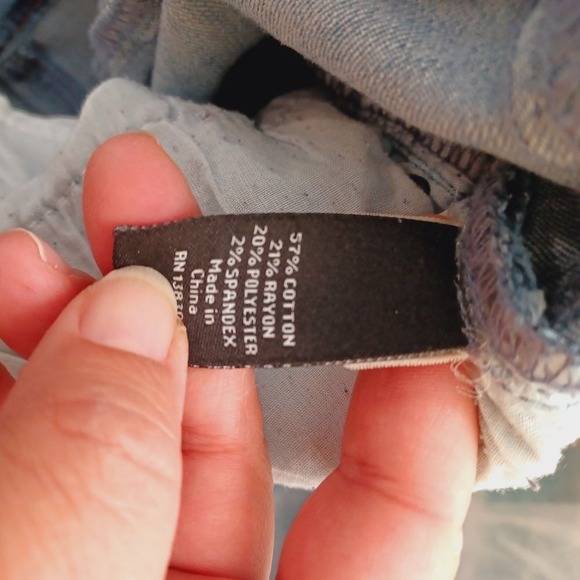 57% COTTON
21% RAYON
20% POLYESTER
2% SPANDEX
Made in
China